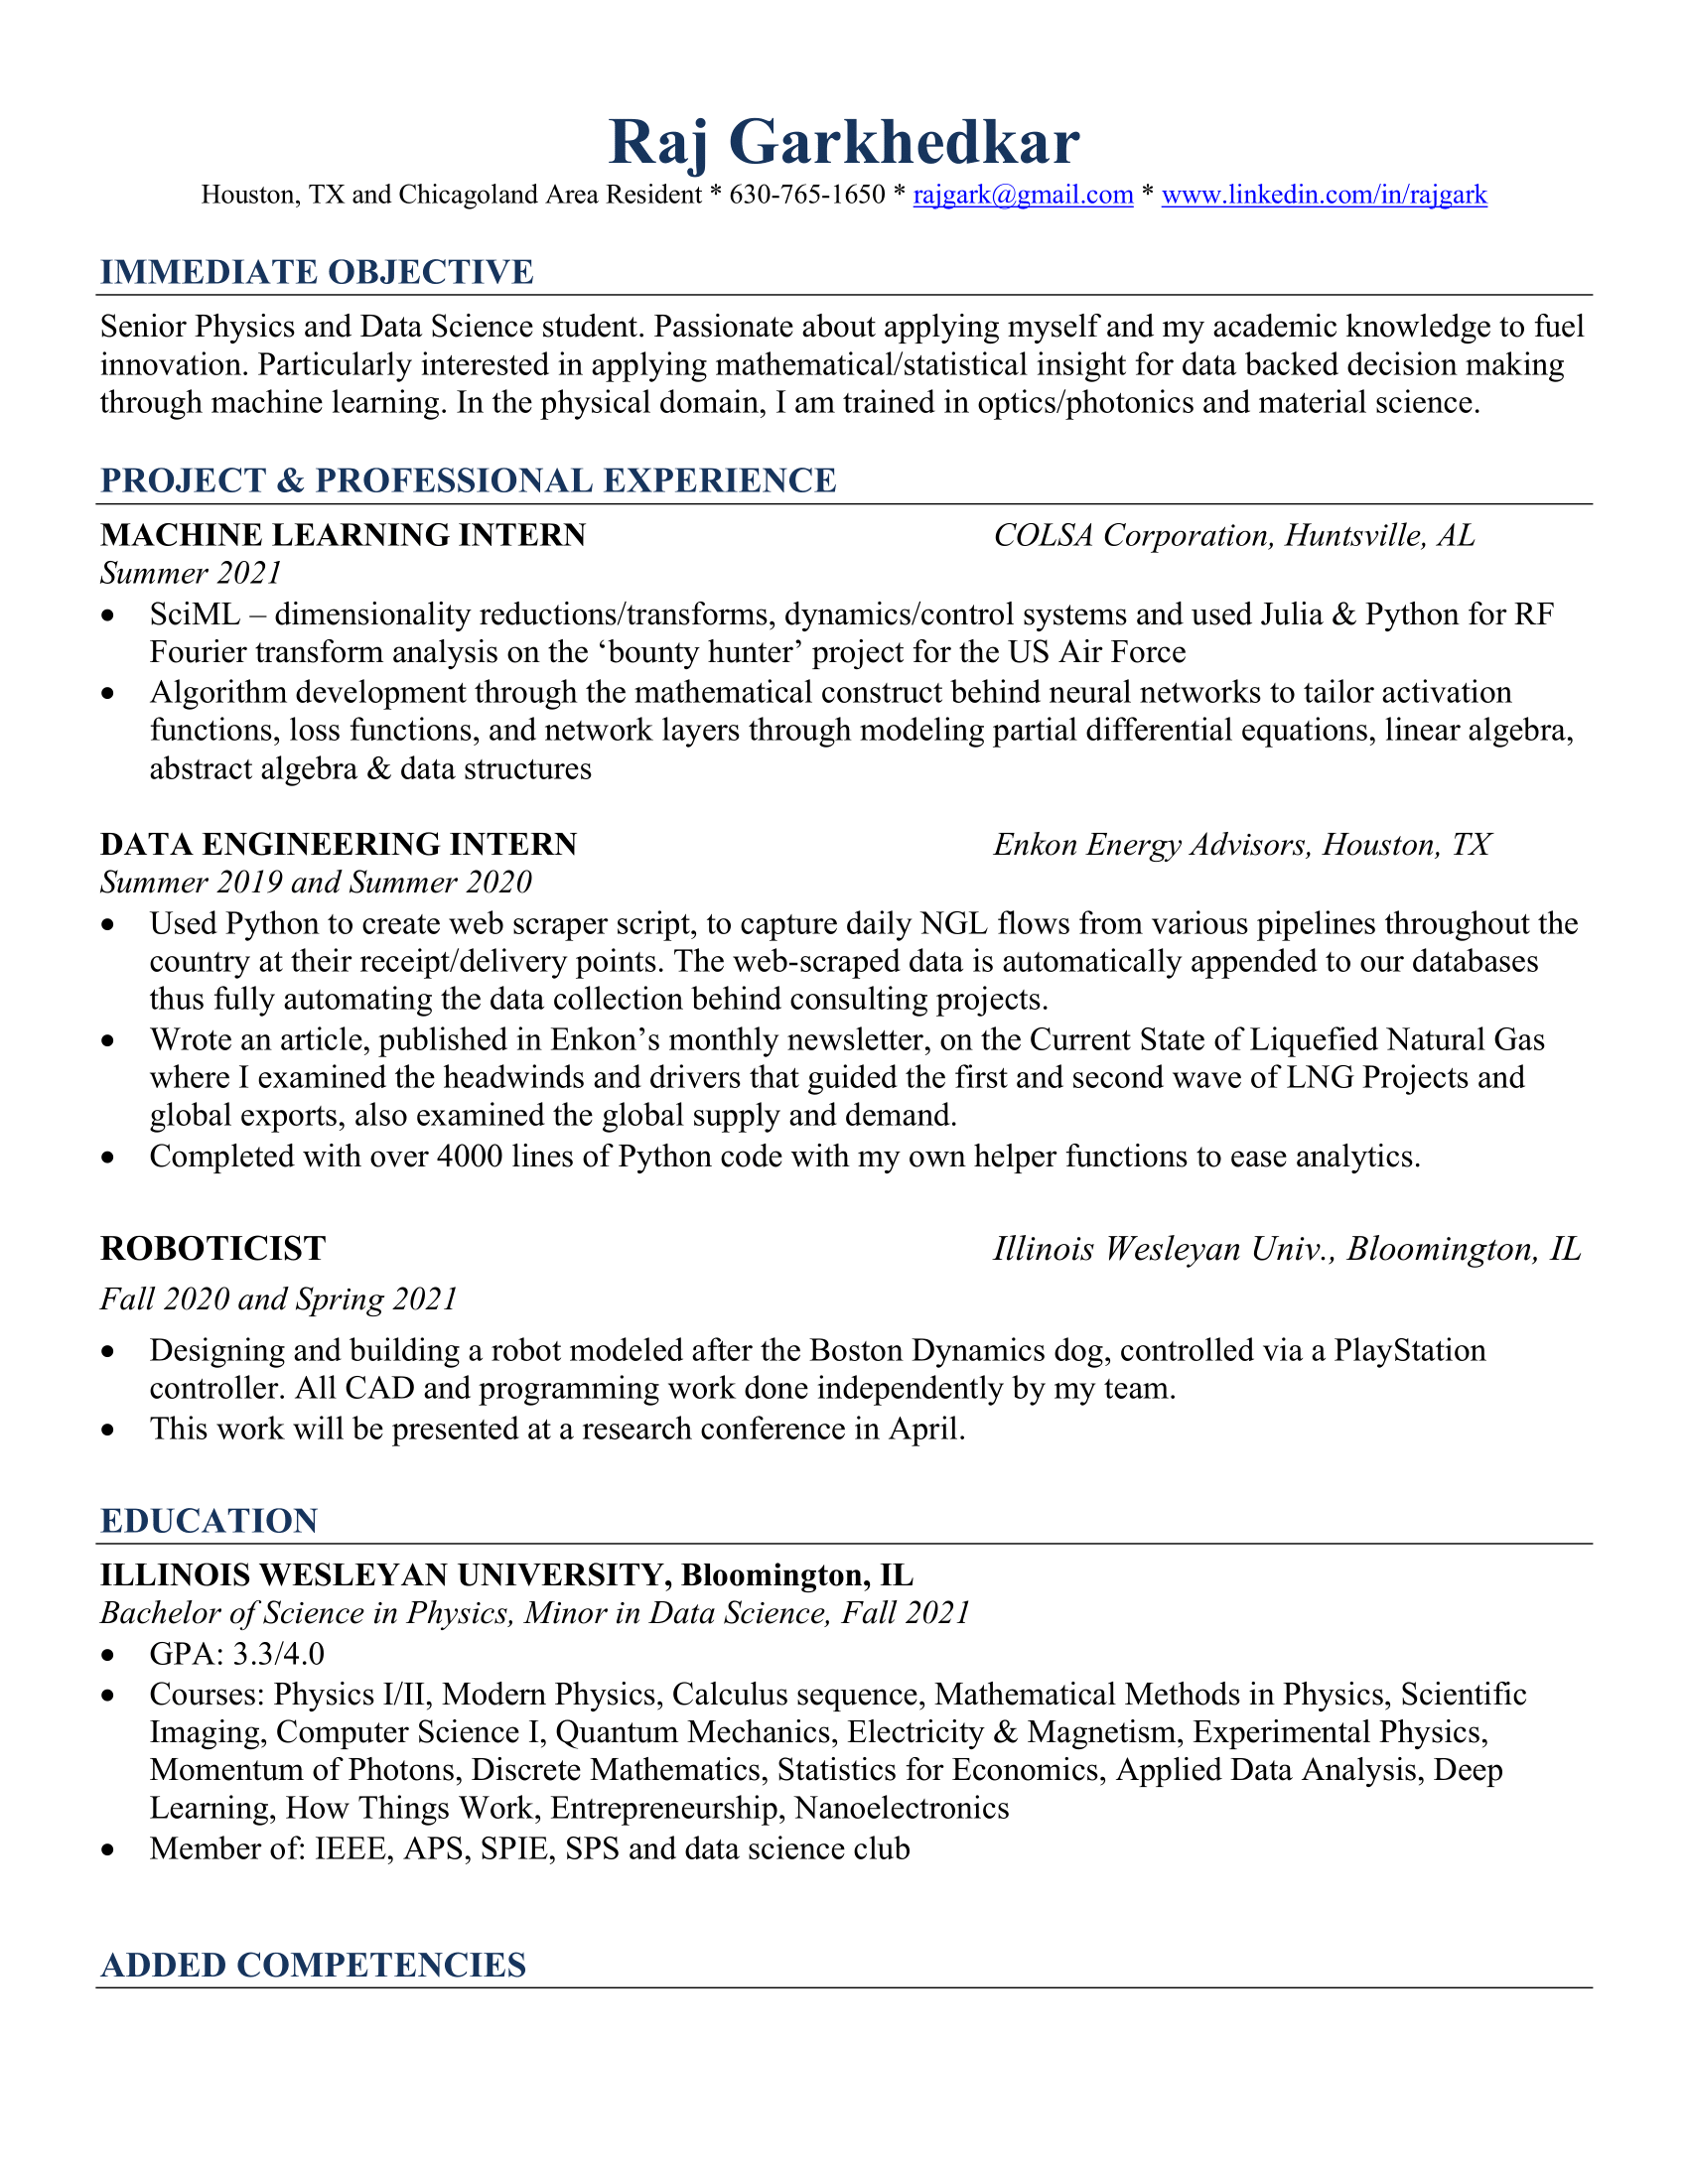 Raj Garkhedkar
Houston, TX and Chicagoland Area Resident * 630-765-1650 * rajgark@gmail.com * www.linkedin.com/in/rajgark
IMMEDIATE OBJECTIVE
Senior Physics and Data Science student. Passionate about applying myself and my academic knowledge to fuel
innovation. Particularly interested in applying mathematical/statistical insight for data backed decision making
through machine learning. In the physical domain, I am trained in optics/photonics and material science.
PROJECT & PROFESSIONAL EXPERIENCE
MACHINE LEARNING INTERN COLSA Corporation, Huntsville, AL
Summer 2021
• SciML – dimensionality reductions/transforms, dynamics/control systems and used Julia & Python for RF
Fourier transform analysis on the ‘bounty hunter’ project for the US Air Force
• Algorithm development through the mathematical construct behind neural networks to tailor activation
functions, loss functions, and network layers through modeling partial differential equations, linear algebra,
abstract algebra & data structures
DATA ENGINEERING INTERN Enkon Energy Advisors, Houston, TX
Summer 2019 and Summer 2020
• Used Python to create web scraper script, to capture daily NGL flows from various pipelines throughout the
country at their receipt/delivery points. The web-scraped data is automatically appended to our databases
thus fully automating the data collection behind consulting projects.
• Wrote an article, published in Enkon’s monthly newsletter, on the Current State of Liquefied Natural Gas
where I examined the headwinds and drivers that guided the first and second wave of LNG Projects and
global exports, also examined the global supply and demand.
• Completed with over 4000 lines of Python code with my own helper functions to ease analytics.
ROBOTICIST Illinois Wesleyan Univ., Bloomington, IL
Fall 2020 and Spring 2021
• Designing and building a robot modeled after the Boston Dynamics dog, controlled via a PlayStation
controller. All CAD and programming work done independently by my team.
• This work will be presented at a research conference in April.
EDUCATION
ILLINOIS WESLEYAN UNIVERSITY, Bloomington, IL
Bachelor of Science in Physics, Minor in Data Science, Fall 2021
• GPA: 3.3/4.0
• Courses: Physics I/II, Modern Physics, Calculus sequence, Mathematical Methods in Physics, Scientific
Imaging, Computer Science I, Quantum Mechanics, Electricity & Magnetism, Experimental Physics,
Momentum of Photons, Discrete Mathematics, Statistics for Economics, Applied Data Analysis, Deep
Learning, How Things Work, Entrepreneurship, Nanoelectronics
• Member of: IEEE, APS, SPIE, SPS and data science club
ADDED COMPETENCIES